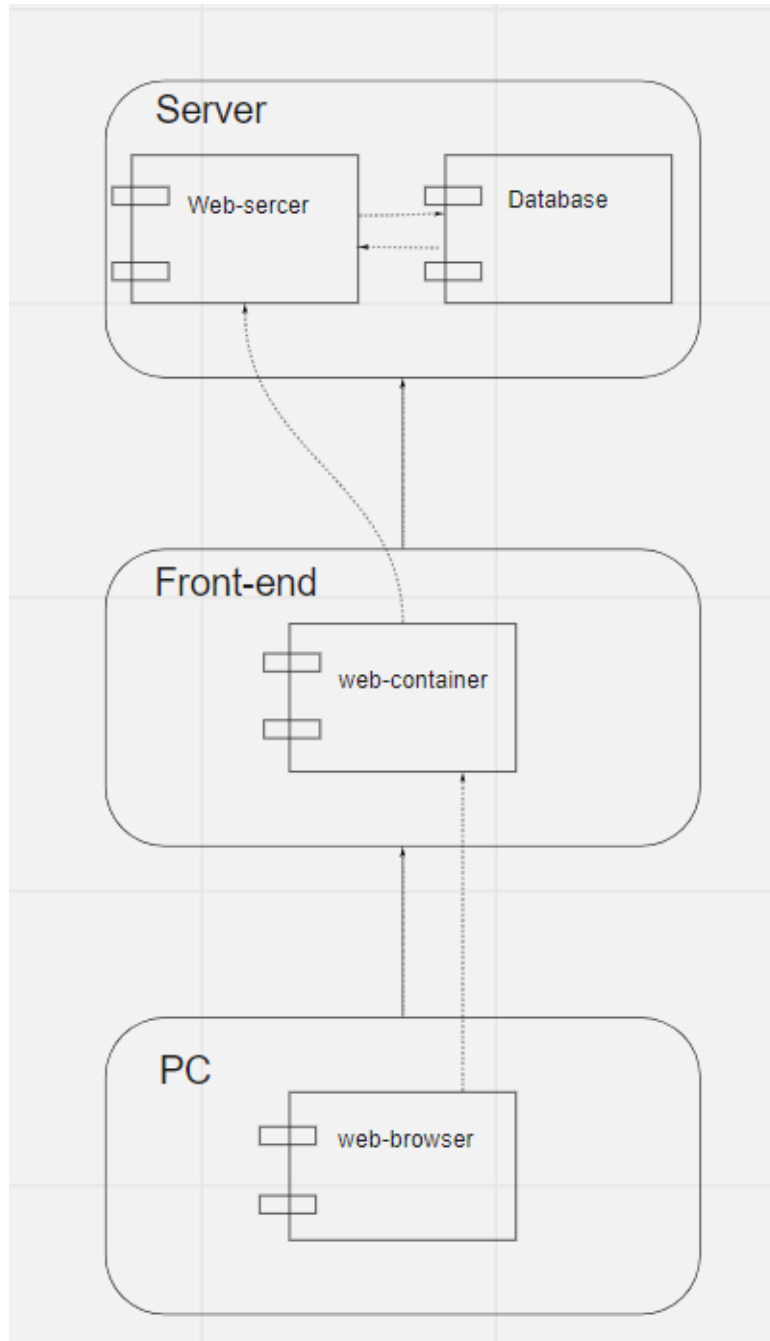 Server
Web-sercer
Database
Front-end
web-container
PC
web-browser